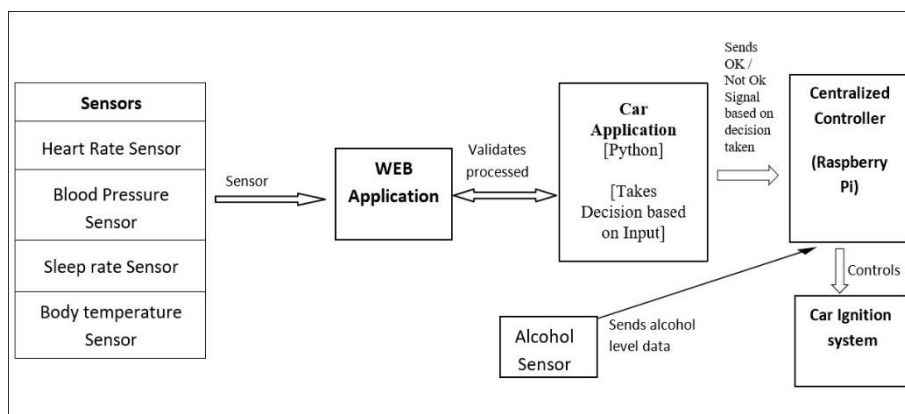 Sensors
Heart Rate Sensor
Blood Pressure
Sensor
Sleep rate Sensor
Body temperature
Sensor
Sensor
WEB
Application
Validates
processed
Car
Application
[Python]
[Takes
Decision based
on Input]
Sends
OK /
Not Ok
Signal
based on
decision
taken
Centralized
Controller
(Raspberry
Pi)
Controls
Car Ignition
system
Alcohol
Sensor
Sends alcohol
level data